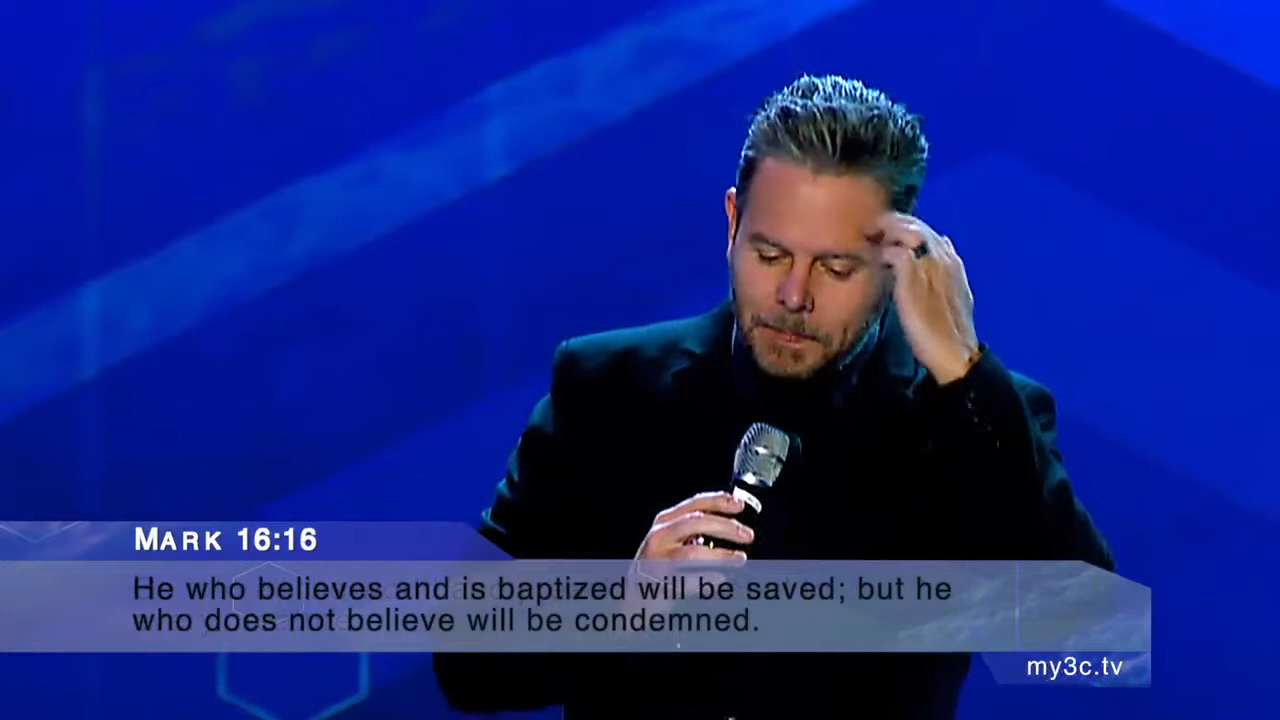 MARK 16:16
He who believes and is baptized will be saved; but he
who does not believe will be condemned.
my3c.tv